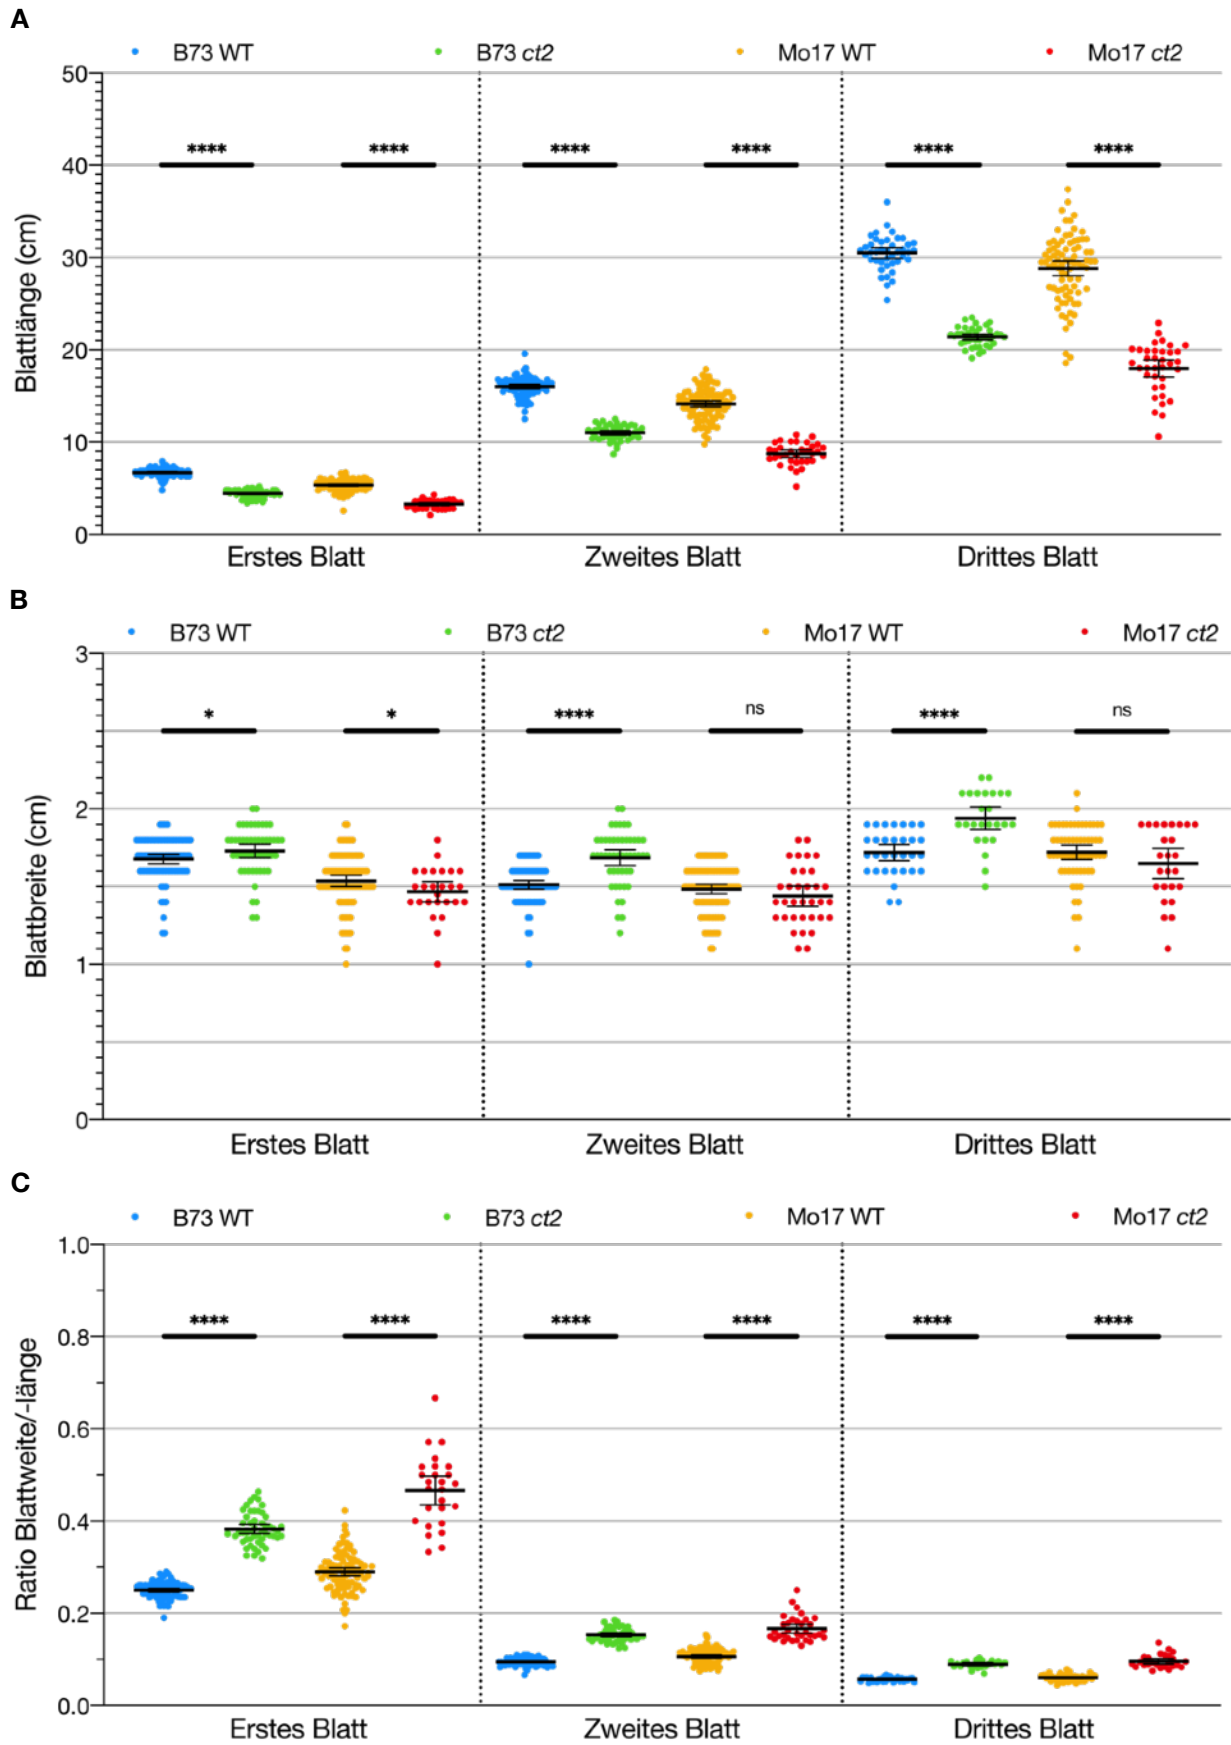 A
B73 WT B73 ct2 Mo17 WT Mo17 ct2
50
**** **** **** **** **** ****
40
30
20
10
0
Blattlänge (cm)
Erstes Blatt Zweites Blatt Drittes Blatt
B
B73 WT B73 ct2 Mo17 WT Mo17 ct2
3
* * **** ns **** ns
2
1
0
Blattbreite (cm)
Erstes Blatt Zweites Blatt Drittes Blatt
C
B73 WT B73 ct2 Mo17 WT Mo17 ct2
1.0
**** **** **** **** **** ****
0.8
0.6
0.4
0.2
0.0
Ratio Blattweite/-länge
Erstes Blatt Zweites Blatt Drittes Blatt